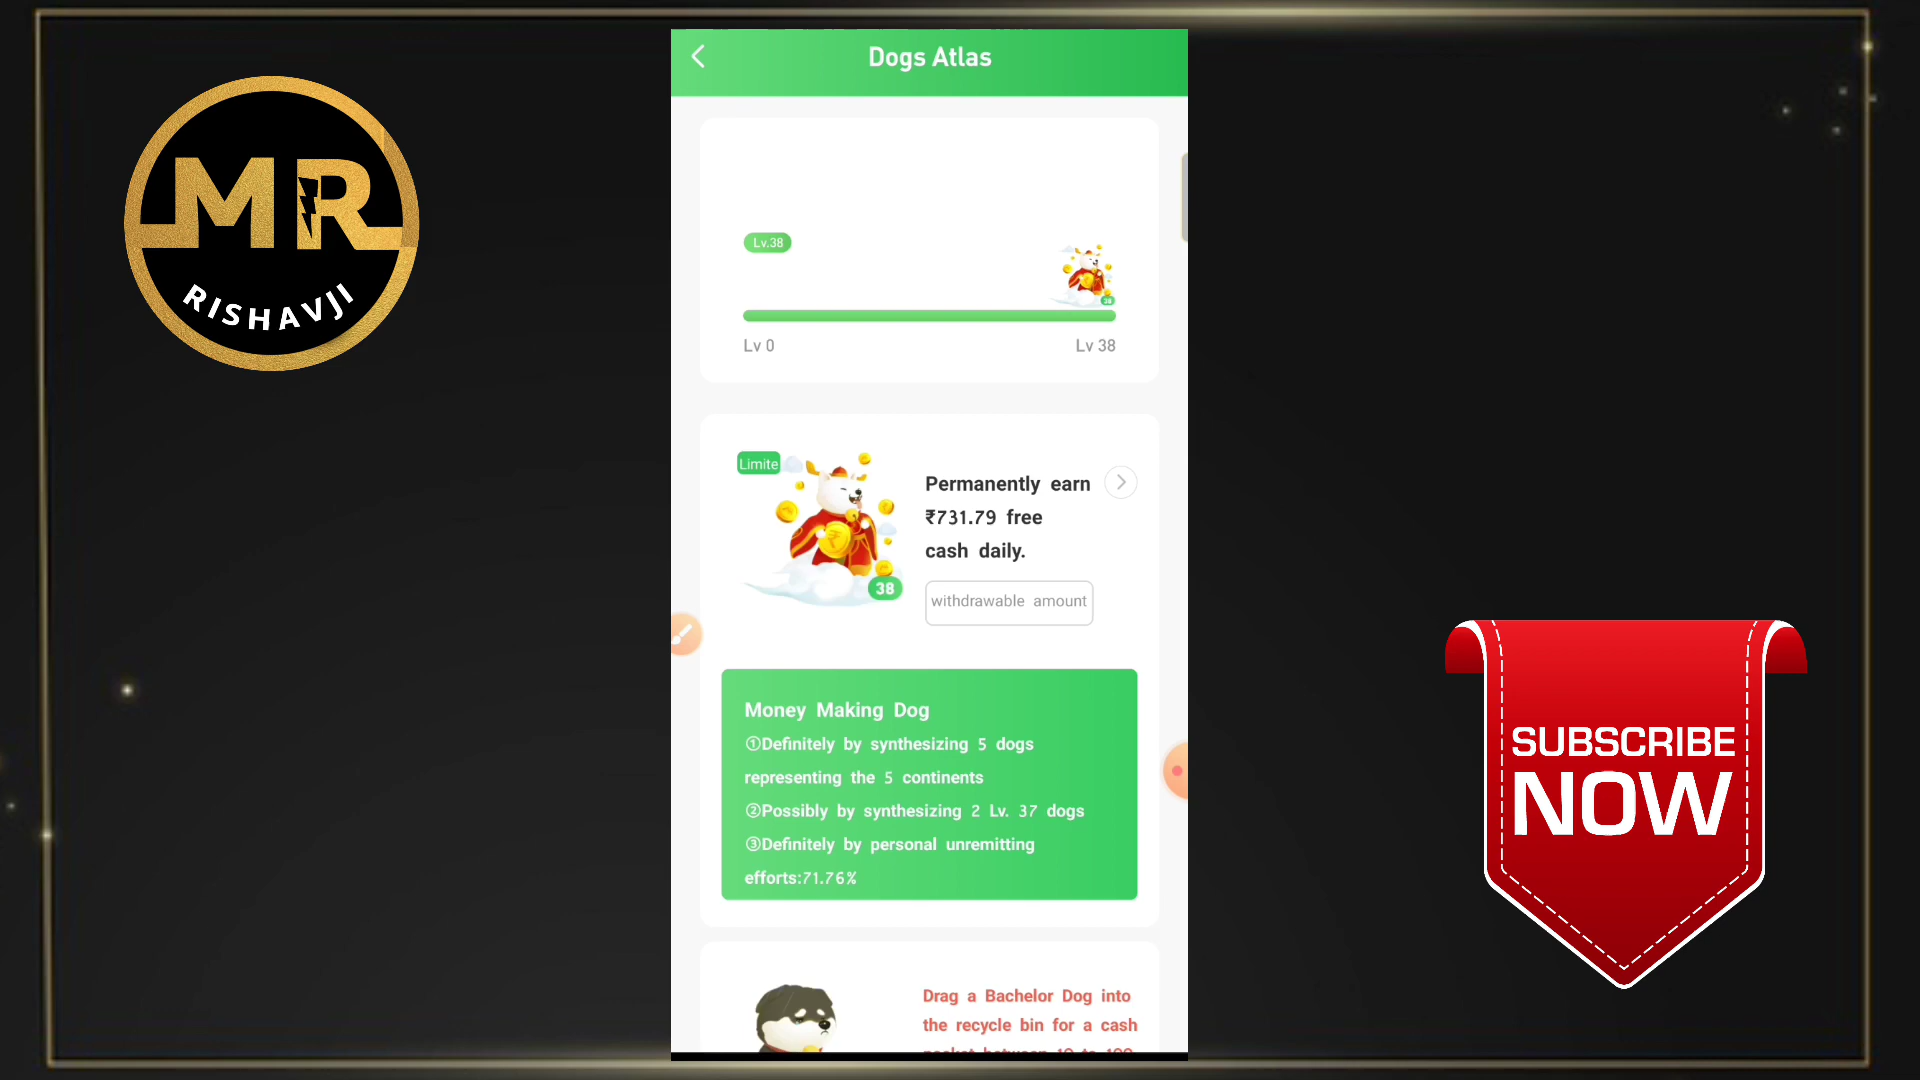 Dogs Atlas
MR
RISHAVJI
Lv.38
38
Lv 0
Lv 38
Limite
Permanently earn
₹731.79 free
cash daily.
38
withdrawable amount
Money Making Dog
①Definitely by synthesizing 5 dogs
representing the 5 continents
②Possibly by synthesizing 2 Lv. 37 dogs
③Definitely by personal unremitting
efforts:71.76%
Drag a Bachelor Dog into
the recycle bin for a cash
SUBSCRIBE
NOW